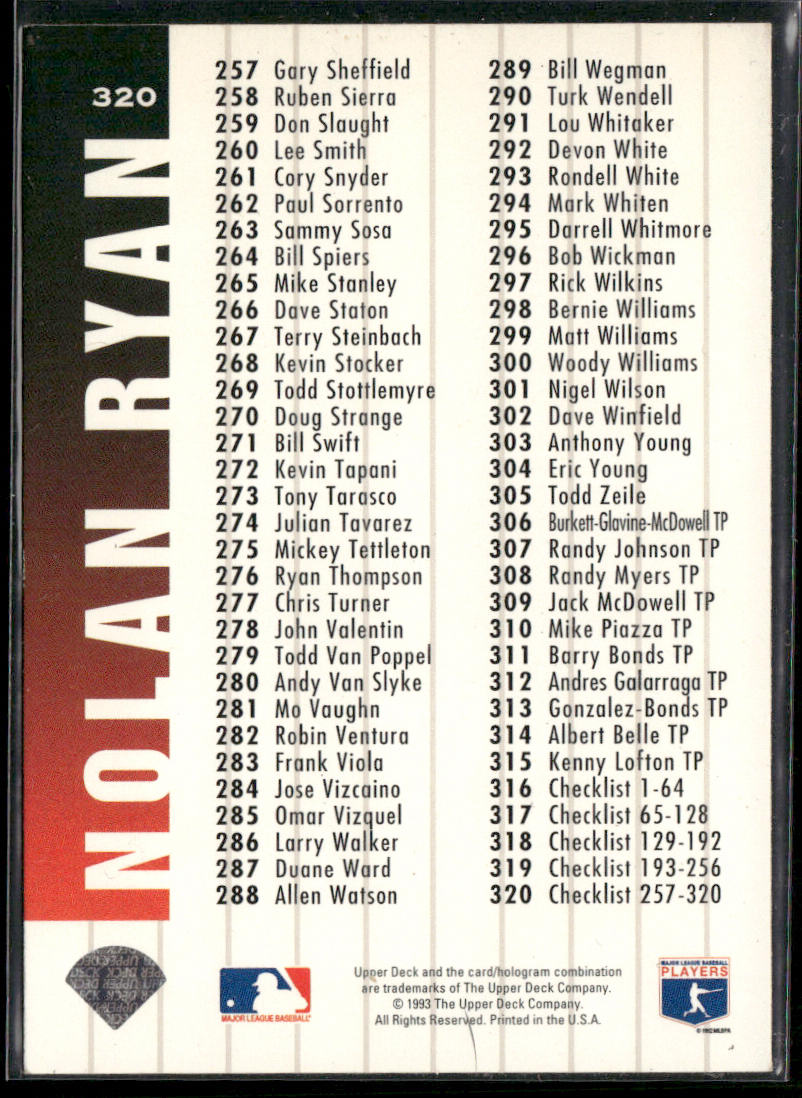 320
NOLAN RYAN
257 Gary Sheffield
258 Ruben Sierra
259 Don Slaught
260 Lee Smith
261 Cory Snyder
262 Paul Sorrento
263 Sammy Sosa
264 Bill Spiers
265 Mike Stanley
266 Dave Staton
267 Terry Steinbach
268 Kevin Stocker
269 Todd Stottlemyre
270 Doug Strange
271 Bill Swift
272 Kevin Tapani
273 Tony Tarasco
274 Julian Tavarez
275 Mickey Tettleton
276 Ryan Thompson
277 Chris Turner
278 John Valentin
279 Todd Van Poppel
280 Andy Van Slyke
281 Mo Vaughn
282 Robin Ventura
283 Frank Viola
284 Jose Vizcaino
285 Omar Vizquel
286 Larry Walker
287 Duane Ward
288 Allen Watson
289 Bill Wegman
290 Turk Wendell
291 Lou Whitaker
292 Devon White
293 Rondell White
294 Mark Whiten
295 Darrell Whitmore
296 Bob Wickman
297 Rick Wilkins
298 Bernie Williams
299 Matt Williams
300 Woody Williams
301 Nigel Wilson
302 Dave Winfield
303 Anthony Young
304 Eric Young
305 Todd Zeile
306 Burkett-Glavine-McDowell TP
307 Randy Johnson TP
308 Randy Myers TP
309 Jack McDowell TP
310 Mike Piazza TP
311 Barry Bonds TP
312 Andres Galarraga TP
313 Gonzalez-Bonds TP
314 Albert Belle TP
315 Kenny Lofton TP
316 Checklist 1-64
317 Checklist 65-128
318 Checklist 129-192
319 Checklist 193-256
320 Checklist 257-320
MAJOR LEAGUE BASEBALL
Upper Deck and the card/hologram combination
are trademarks of The Upper Deck Company.
© 1993 The Upper Deck Company.
All Rights Reserved. Printed in the U.S.A.
MAJOR LEAGUE BASEBALL
PLAYERS
© 1992 MLBPA